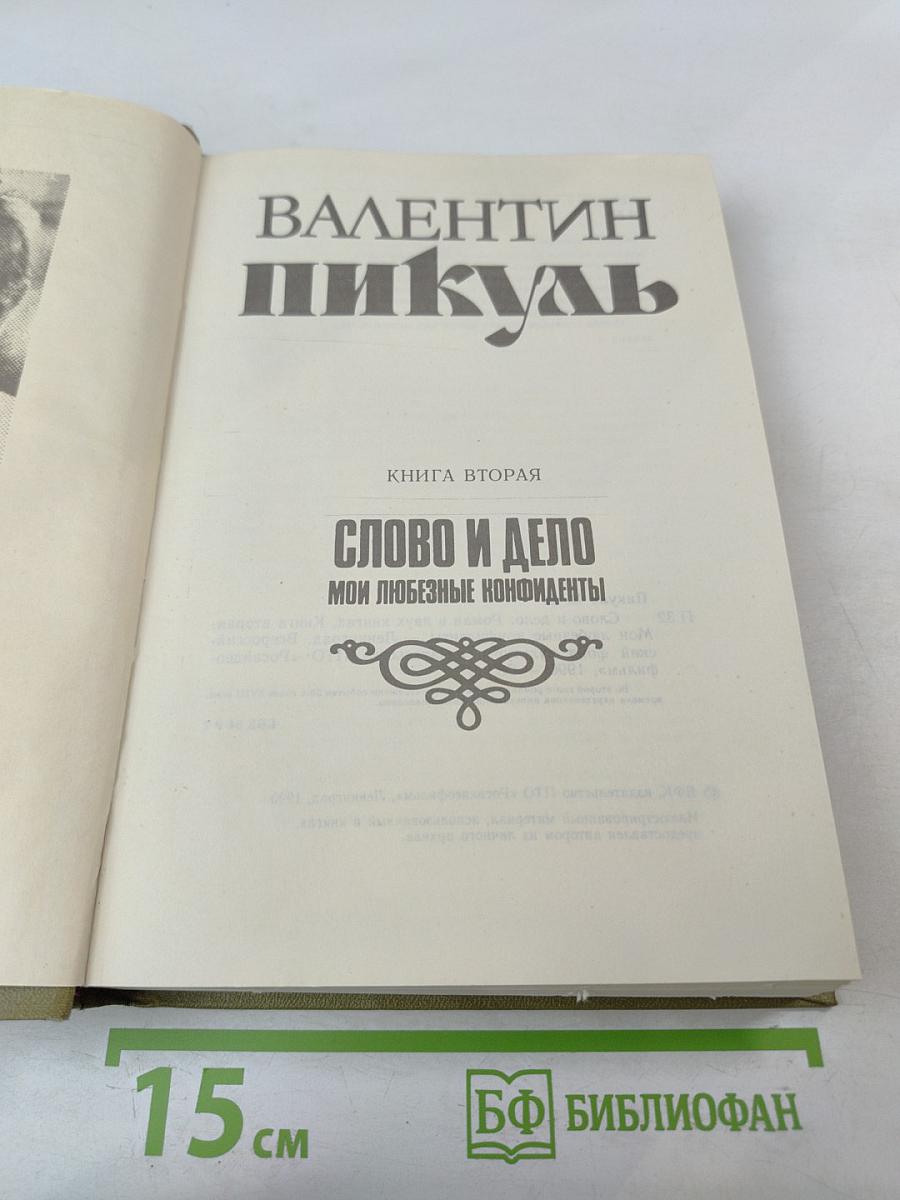 ВАЛЕНТИН
ПИКУЛЬ
КНИГА ВТОРАЯ
СЛОВО И ДЕЛО
МОИ ЛЮБЕЗНЫЕ КОНФИДЕНТЫ
15 см
БФ БИБЛИОФАН